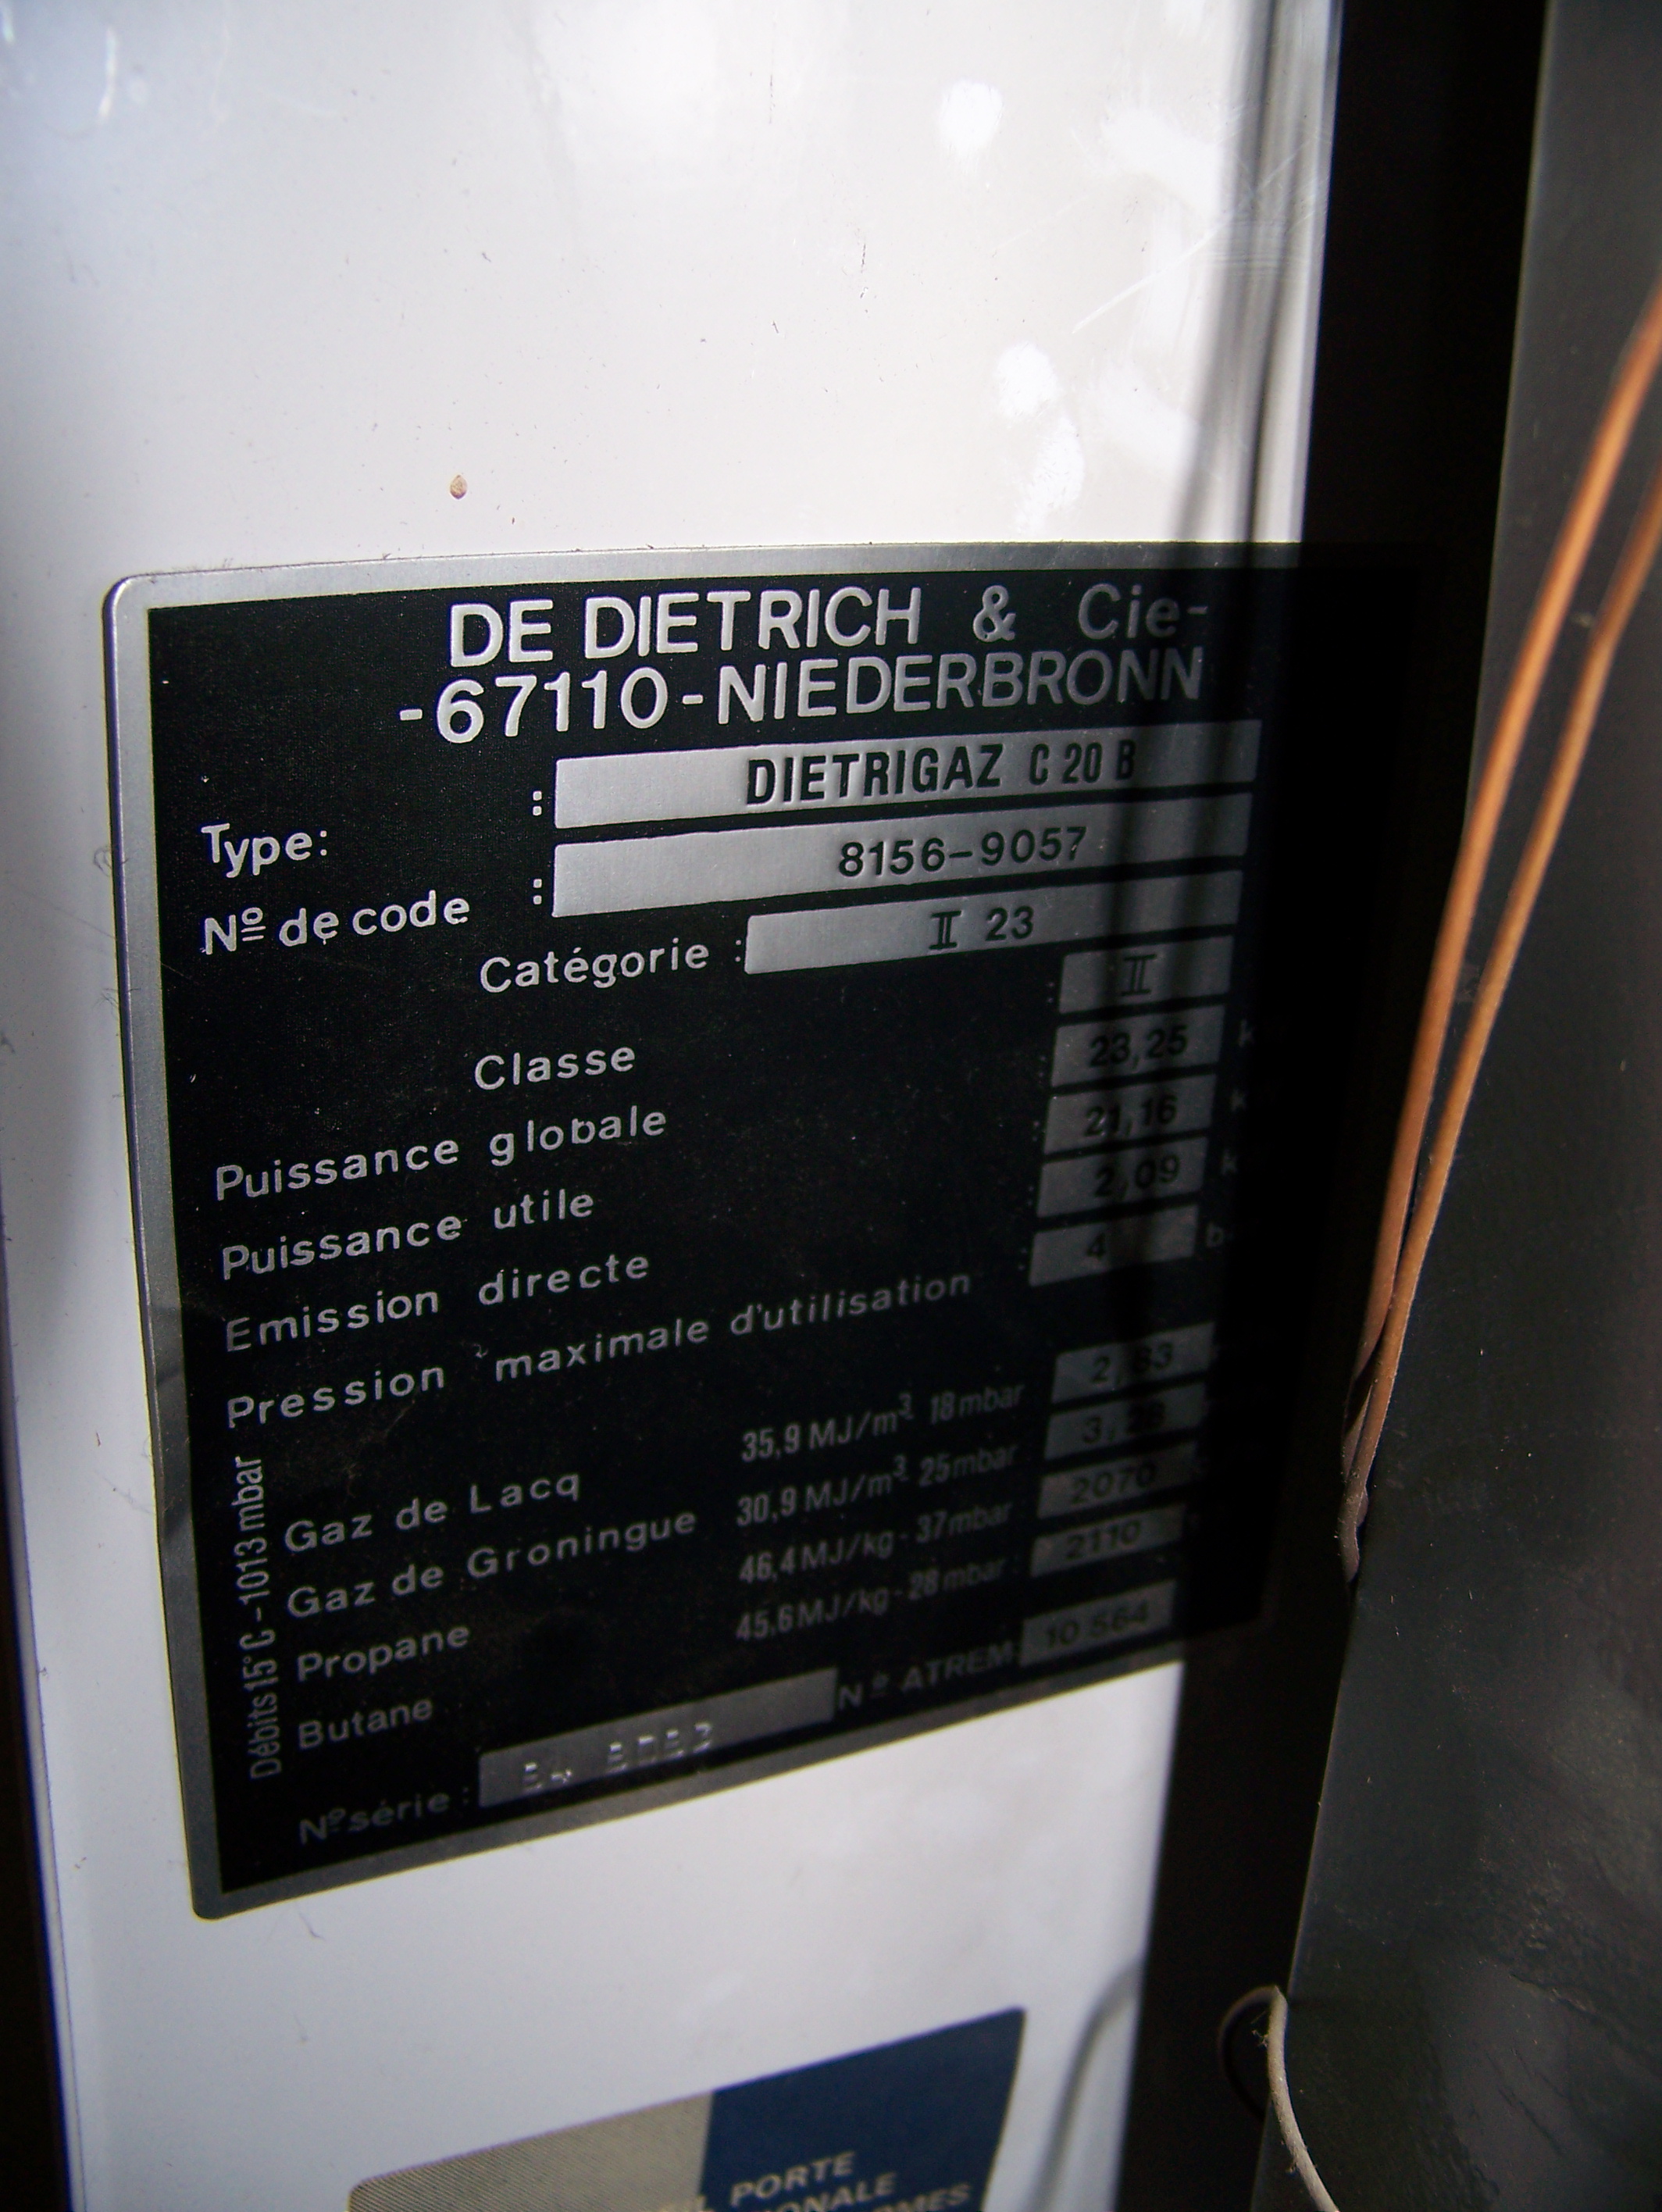 DE DIETRICH & Cie-
-67110-NIEDERBRONN
Type: : DIETRIGAZ C 20 B
Nº de code : 8156-9057
Catégorie : II 23
Classe : II
Puissance globale : 23,25
Puissance utile : 21,16
Emission directe : 2,09
Pression maximale d'utilisation : 4
Débits 15°C - 1013 mbar
Gaz de Lacq 35,9 MJ/m³ 18 mbar
Gaz de Groningue 30,9 MJ/m³ 25 mbar
Propane 46,4 MJ/kg - 37 mbar 2070
Butane 45,6 MJ/kg - 28 mbar : 2110
Nº série : Nº ATREM 10 564
PORTE